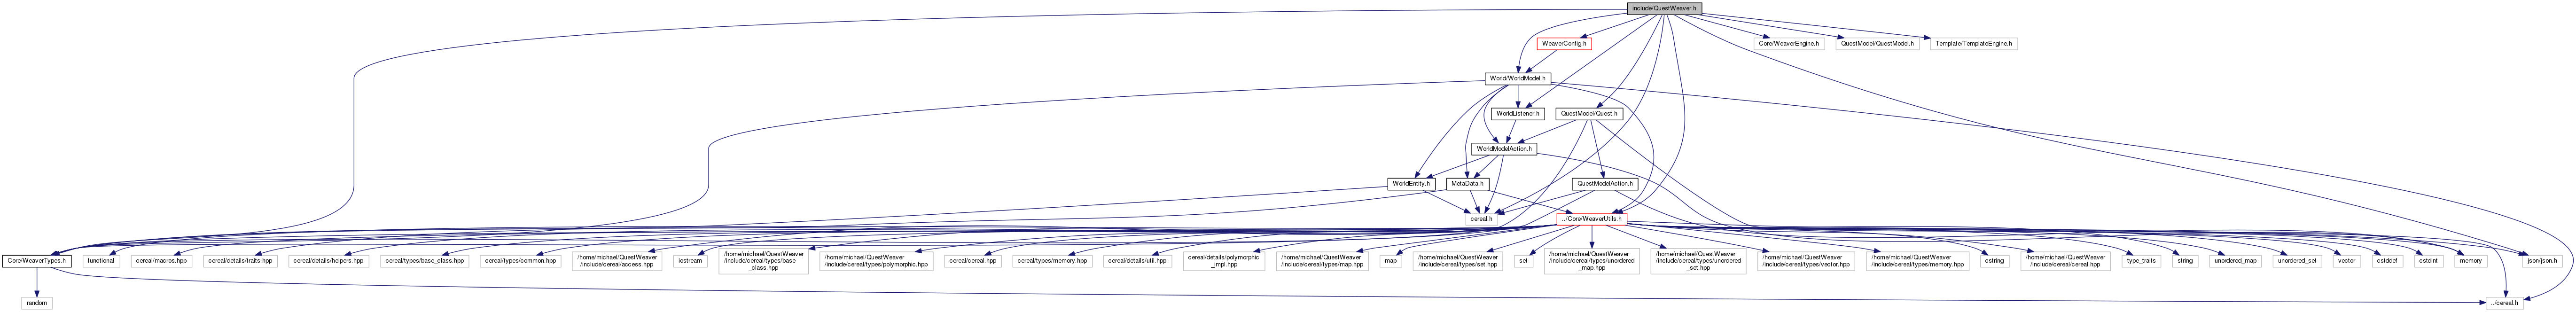 include/QuestWeaver.h
WeaverConfig.h
Core/WeaverEngine.h
QuestModel/QuestModel.h
Template/TemplateEngine.h
World/WorldModel.h
WorldListener.h
QuestModel/Quest.h
WorldModelAction.h
WorldEntity.h
MetaData.h
QuestModelAction.h
cereal.h
../Core/WeaverUtils.h
Core/WeaverTypes.h
functional
cereal/macros.hpp
cereal/details/traits.hpp
cereal/details/helpers.hpp
cereal/types/base_class.hpp
cereal/types/common.hpp
/home/michael/QuestWeaver
/include/cereal/access.hpp
iostream
/home/michael/QuestWeaver
/include/cereal/types/base
_class.hpp
/home/michael/QuestWeaver
/include/cereal/types/polymorphic.hpp
cereal/cereal.hpp
cereal/types/memory.hpp
cereal/details/util.hpp
cereal/details/polymorphic
_impl.hpp
/home/michael/QuestWeaver
/include/cereal/types/map.hpp
map
/home/michael/QuestWeaver
/include/cereal/types/set.hpp
set
/home/michael/QuestWeaver
/include/cereal/types/unordered
_map.hpp
/home/michael/QuestWeaver
/include/cereal/types/unordered
_set.hpp
/home/michael/QuestWeaver
/include/cereal/types/vector.hpp
/home/michael/QuestWeaver
/include/cereal/types/memory.hpp
cstring
/home/michael/QuestWeaver
/include/cereal/cereal.hpp
type_traits
string
unordered_map
unordered_set
vector
cstddef
cstdint
memory
json/json.h
random
../cereal.h